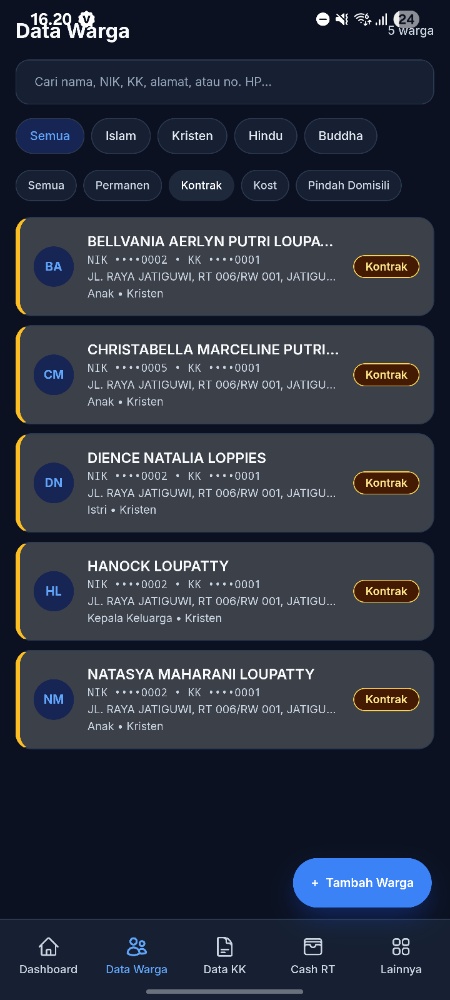 16.20
24
Data Warga
5 warga
Cari nama, NIK, KK, alamat, atau no. HP...
Semua Islam Kristen Hindu Buddha
Semua Permanen Kontrak Kost Pindah Domisili
BA
BELLVANIA AERLYN PUTRI LOUPA...
NIK ••••0002 • KK ••••0001
JL. RAYA JATIGUWI, RT 006/RW 001, JATIGU...
Anak • Kristen
Kontrak
CM
CHRISTABELLA MARCELINE PUTRI...
NIK ••••0005 • KK ••••0001
JL. RAYA JATIGUWI, RT 006/RW 001, JATIGU...
Anak • Kristen
Kontrak
DN
DIENCE NATALIA LOPPIES
NIK ••••0002 • KK ••••0001
JL. RAYA JATIGUWI, RT 006/RW 001, JATIGU...
Istri • Kristen
Kontrak
HL
HANOCK LOUPATTY
NIK ••••0002 • KK ••••0001
JL. RAYA JATIGUWI, RT 006/RW 001, JATIGU...
Kepala Keluarga • Kristen
Kontrak
NM
NATASYA MAHARANI LOUPATTY
NIK ••••0002 • KK ••••0001
JL. RAYA JATIGUWI, RT 006/RW 001, JATIGU...
Anak • Kristen
Kontrak
+ Tambah Warga
Dashboard Data Warga Data KK Cash RT Lainnya